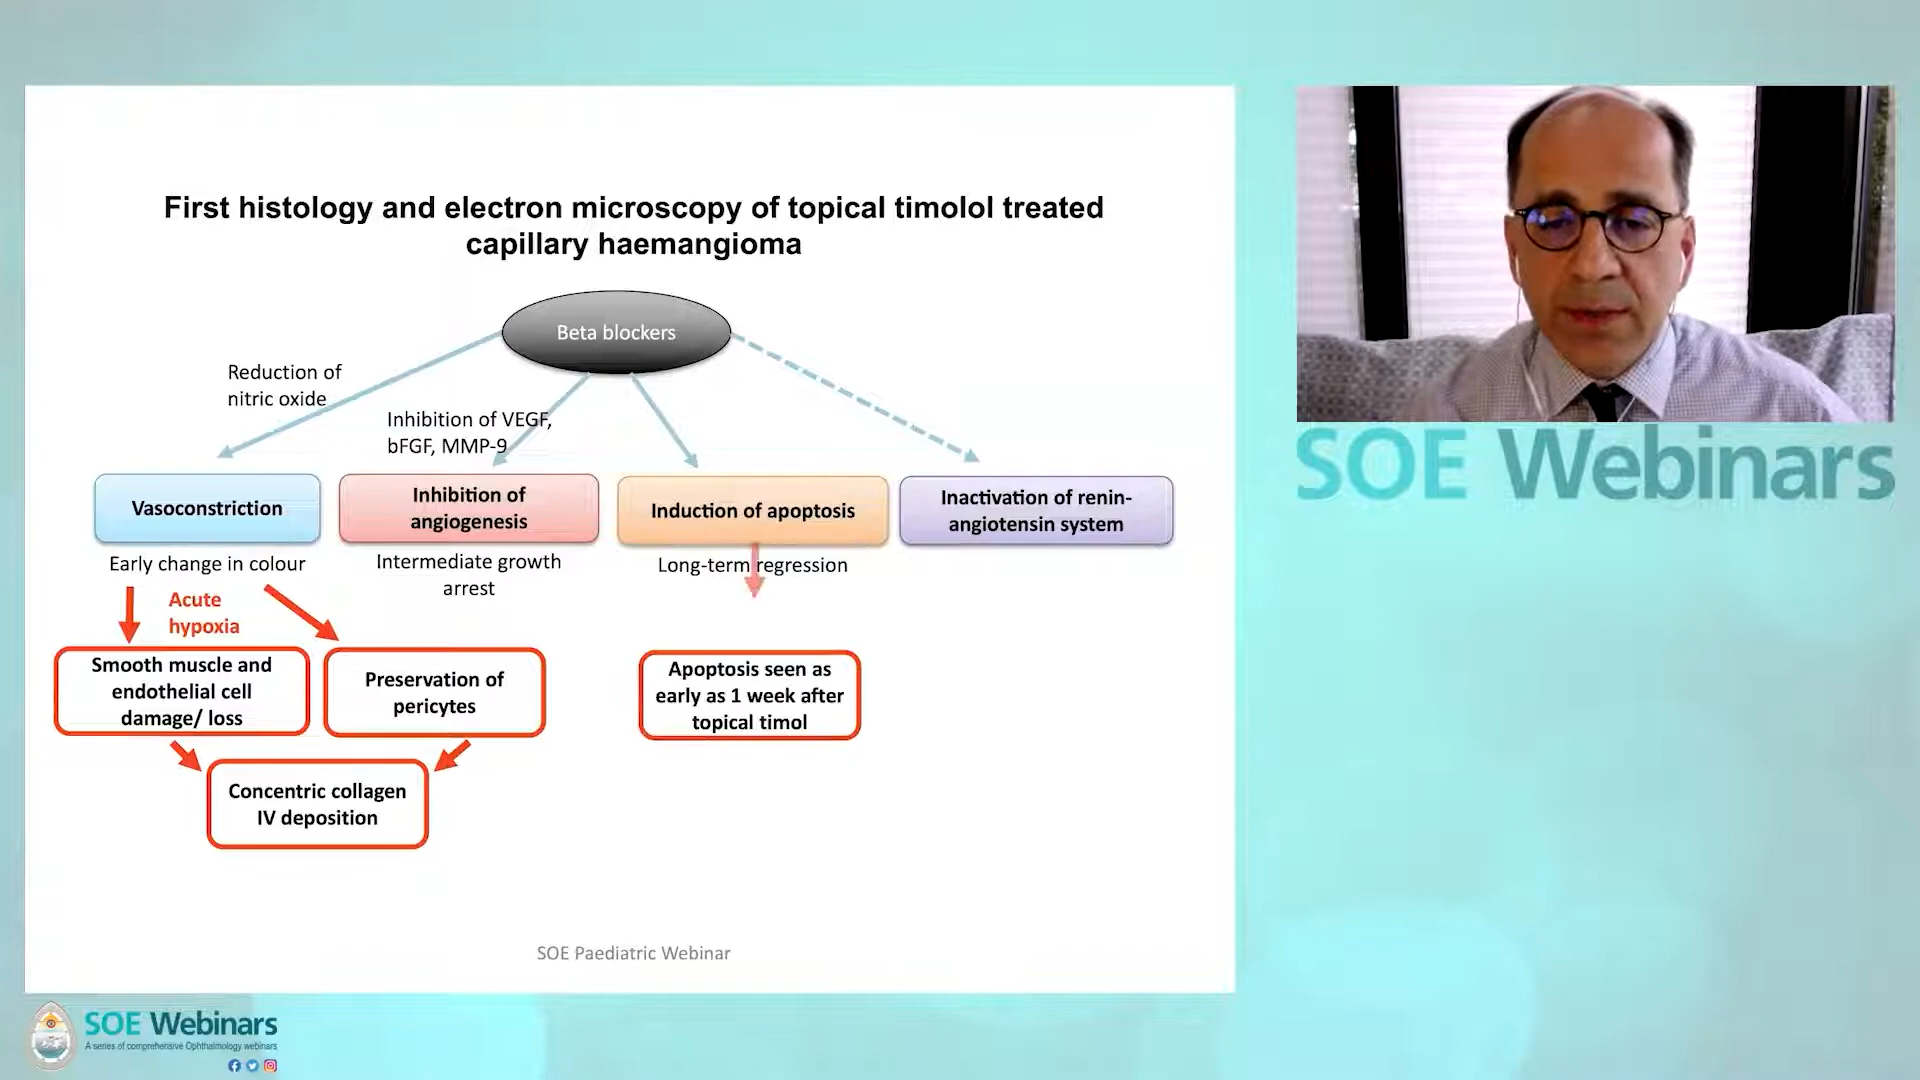 First histology and electron microscopy of topical timolol treated
capillary haemangioma
Beta blockers
Reduction of
nitric oxide
Inhibition of VEGF,
bFGF, MMP-9
Vasoconstriction
Inhibition of
angiogenesis
Induction of apoptosis
Inactivation of renin-
angiotensin system
Early change in colour
Intermediate growth
arrest
Long-term regression
Acute
hypoxia
Smooth muscle and
endothelial cell
damage/ loss
Preservation of
pericytes
Apoptosis seen as
early as 1 week after
topical timol
Concentric collagen
IV deposition
SOE Paediatric Webinar
SOE Webinars
SOE Webinars
A series of comprehensive Ophthalmology webinars